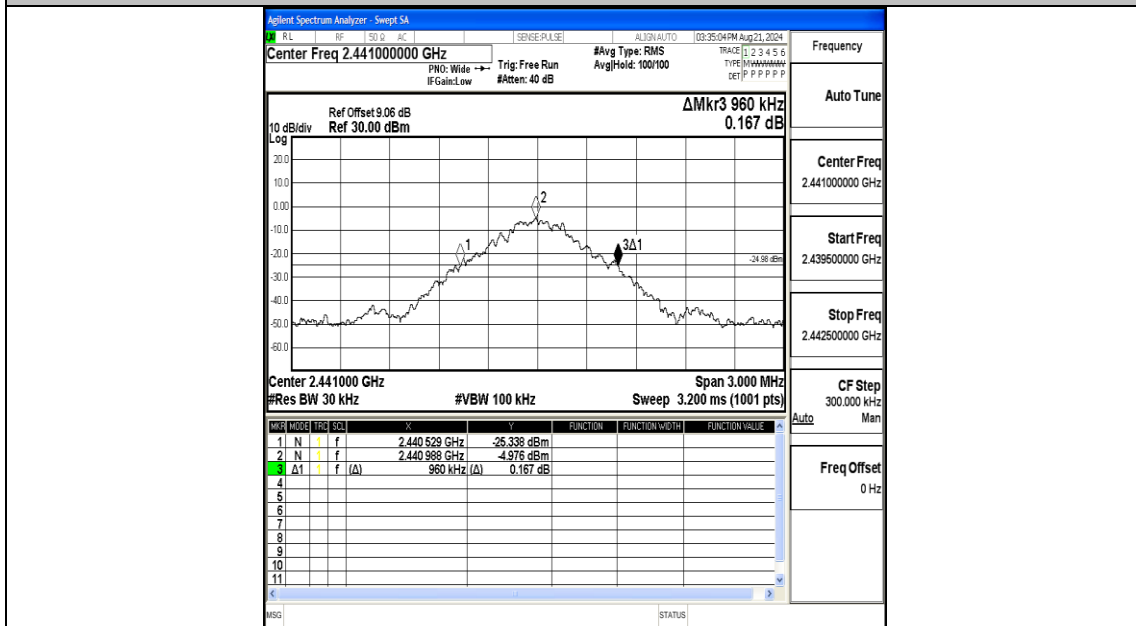 Agilent Spectrum Analyzer - Swept SA
RL RF 50 Ω AC SENSE:PULSE ALIGN AUTO 03:35:04 PM Aug 21, 2024
Center Freq 2.441000000 GHz
PNO: Wide
IFGain:Low
Trig: Free Run
#Atten: 40 dB
#Avg Type: RMS
Avg|Hold: 100/100
TRACE 1 2 3 4 5 6
TYPE
DET P P P P P P
Ref Offset 9.06 dB
10 dB/div Ref 30.00 dBm
Log
ΔMkr3 960 kHz
0.167 dB
20.0
10.0
0.00
-10.0
-20.0
-30.0
-40.0
-50.0
-60.0
1
2
3Δ1
-24.98 dBm
Center 2.441000 GHz Span 3.000 MHz
#Res BW 30 kHz #VBW 100 kHz Sweep 3.200 ms (1001 pts)
MKR MODE TRC SCL X Y FUNCTION FUNCTION WIDTH FUNCTION VALUE
1 N 1 f 2.440 529 GHz -25.338 dBm
2 N 1 f 2.440 988 GHz -4.976 dBm
3 Δ1 1 f (Δ) 960 kHz (Δ) 0.167 dB
4
5
6
7
8
9
10
11
MSG STATUS
Frequency
Auto Tune
Center Freq
2.441000000 GHz
Start Freq
2.439500000 GHz
Stop Freq
2.442500000 GHz
CF Step
300.000 kHz
Auto Man
Freq Offset
0 Hz